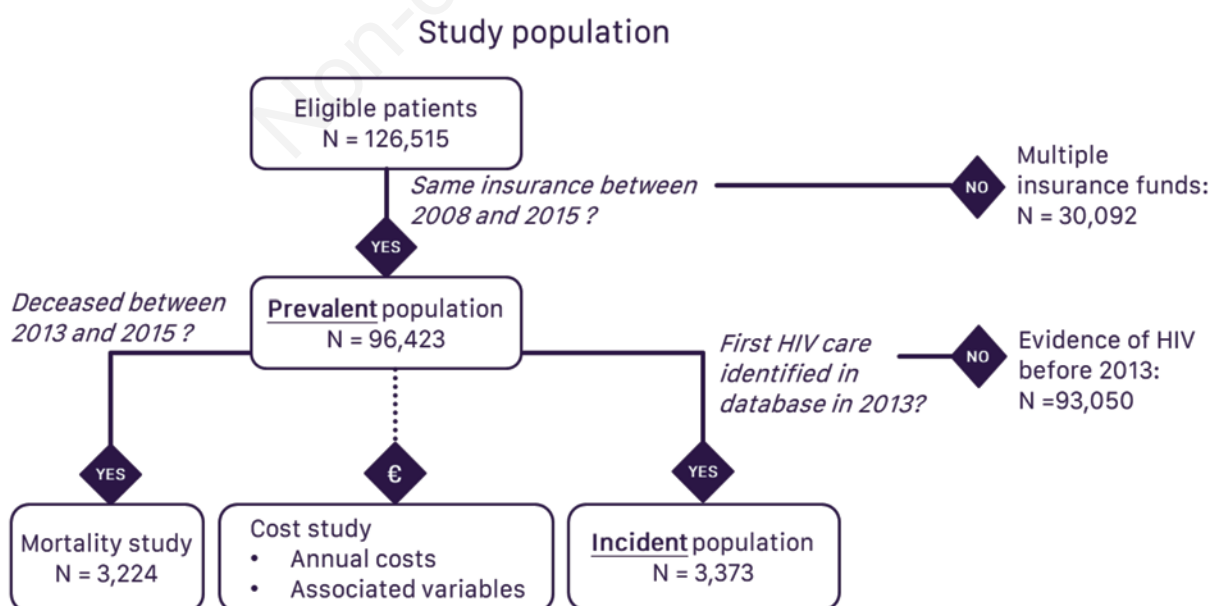 Non-c
Study population
Eligible patients
N = 126,515
Same insurance between
2008 and 2015 ?
NO
Multiple
insurance funds:
N = 30,092
YES
Deceased between
2013 and 2015 ?
Prevalent population
N = 96,423
First HIV care
identified in
database in 2013?
NO
Evidence of HIV
before 2013:
N =93,050
YES
€
YES
Mortality study
N = 3,224
Cost study
• Annual costs
• Associated variables
Incident population
N = 3,373